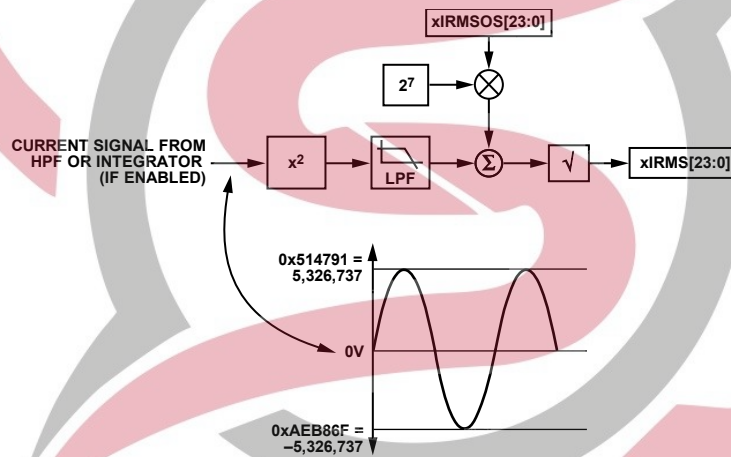 xIRMSOS[23:0]
2⁷
CURRENT SIGNAL FROM
HPF OR INTEGRATOR
(IF ENABLED)
x²
LPF
Σ
√
xIRMS[23:0]
0x514791 =
5,326,737
0V
0xAEB86F =
–5,326,737